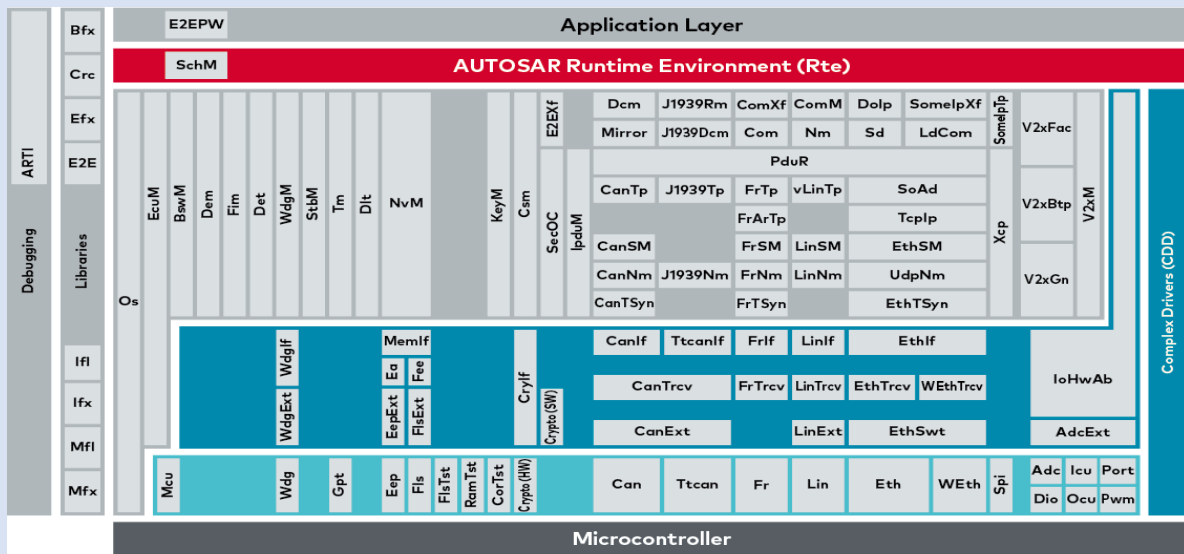 E2EPW
Application Layer
SchM
AUTOSAR Runtime Environment (Rte)
ARTI
Debugging
Bfx
Crc
Efx
E2E
Libraries
Ifl
Ifx
Mfl
Mfx
Os
EcuM
BswM
Dem
Fim
Det
WdgM
StbM
Tm
Dlt
NvM
KeyM
Csm
E2EXf
SecOC
IpduM
Dcm
J1939Rm
ComXf
ComM
DoIp
SomeIpXf
Mirror
J1939Dcm
Com
Nm
Sd
LdCom
PduR
CanTp
J1939Tp
FrTp
vLinTp
SoAd
FrArTp
TcpIp
CanSM
FrSM
LinSM
EthSM
CanNm
J1939Nm
FrNm
LinNm
UdpNm
CanTSyn
FrTSyn
EthTSyn
SomeIpTp
Xcp
V2xFac
V2xBtp
V2xGn
V2xM
Complex Drivers (CDD)
WdgIf
WdgExt
MemIf
Ea
Fee
EepExt
FlsExt
CryIf
Crypto (SW)
CanIf
TtcanIf
FrIf
LinIf
EthIf
CanTrcv
FrTrcv
LinTrcv
EthTrcv
WEthTrcv
CanExt
LinExt
EthSwt
IoHwAb
AdcExt
Mcu
Wdg
Gpt
Eep
Fls
FlsTst
RamTst
CorTst
Crypto (HW)
Can
Ttcan
Fr
Lin
Eth
WEth
Spi
Adc
Icu
Port
Dio
Ocu
Pwm
Microcontroller